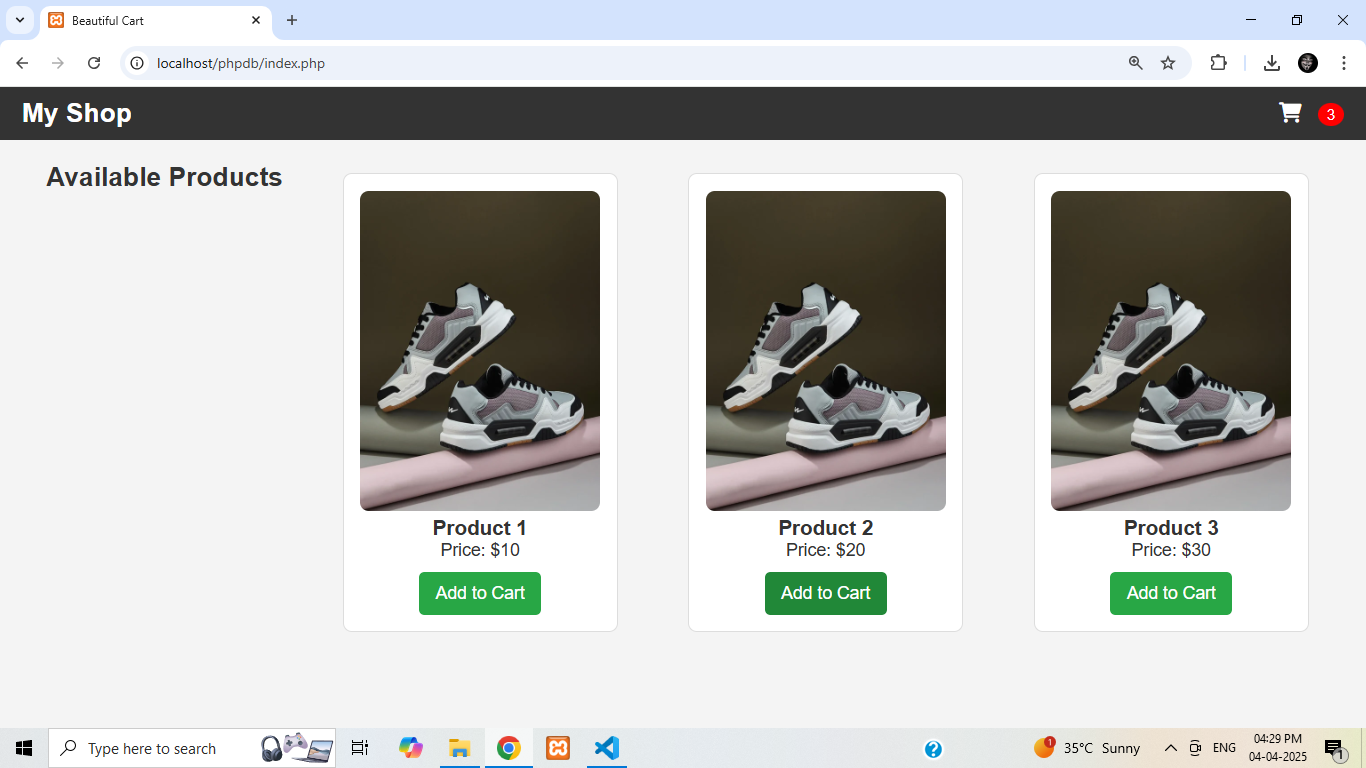 Beautiful Cart
localhost/phpdb/index.php
My Shop
3
Available Products
Product 1
Price: $10
Add to Cart
Product 2
Price: $20
Add to Cart
Product 3
Price: $30
Add to Cart
Type here to search
1
35°C Sunny
ENG
04:29 PM
04-04-2025
1